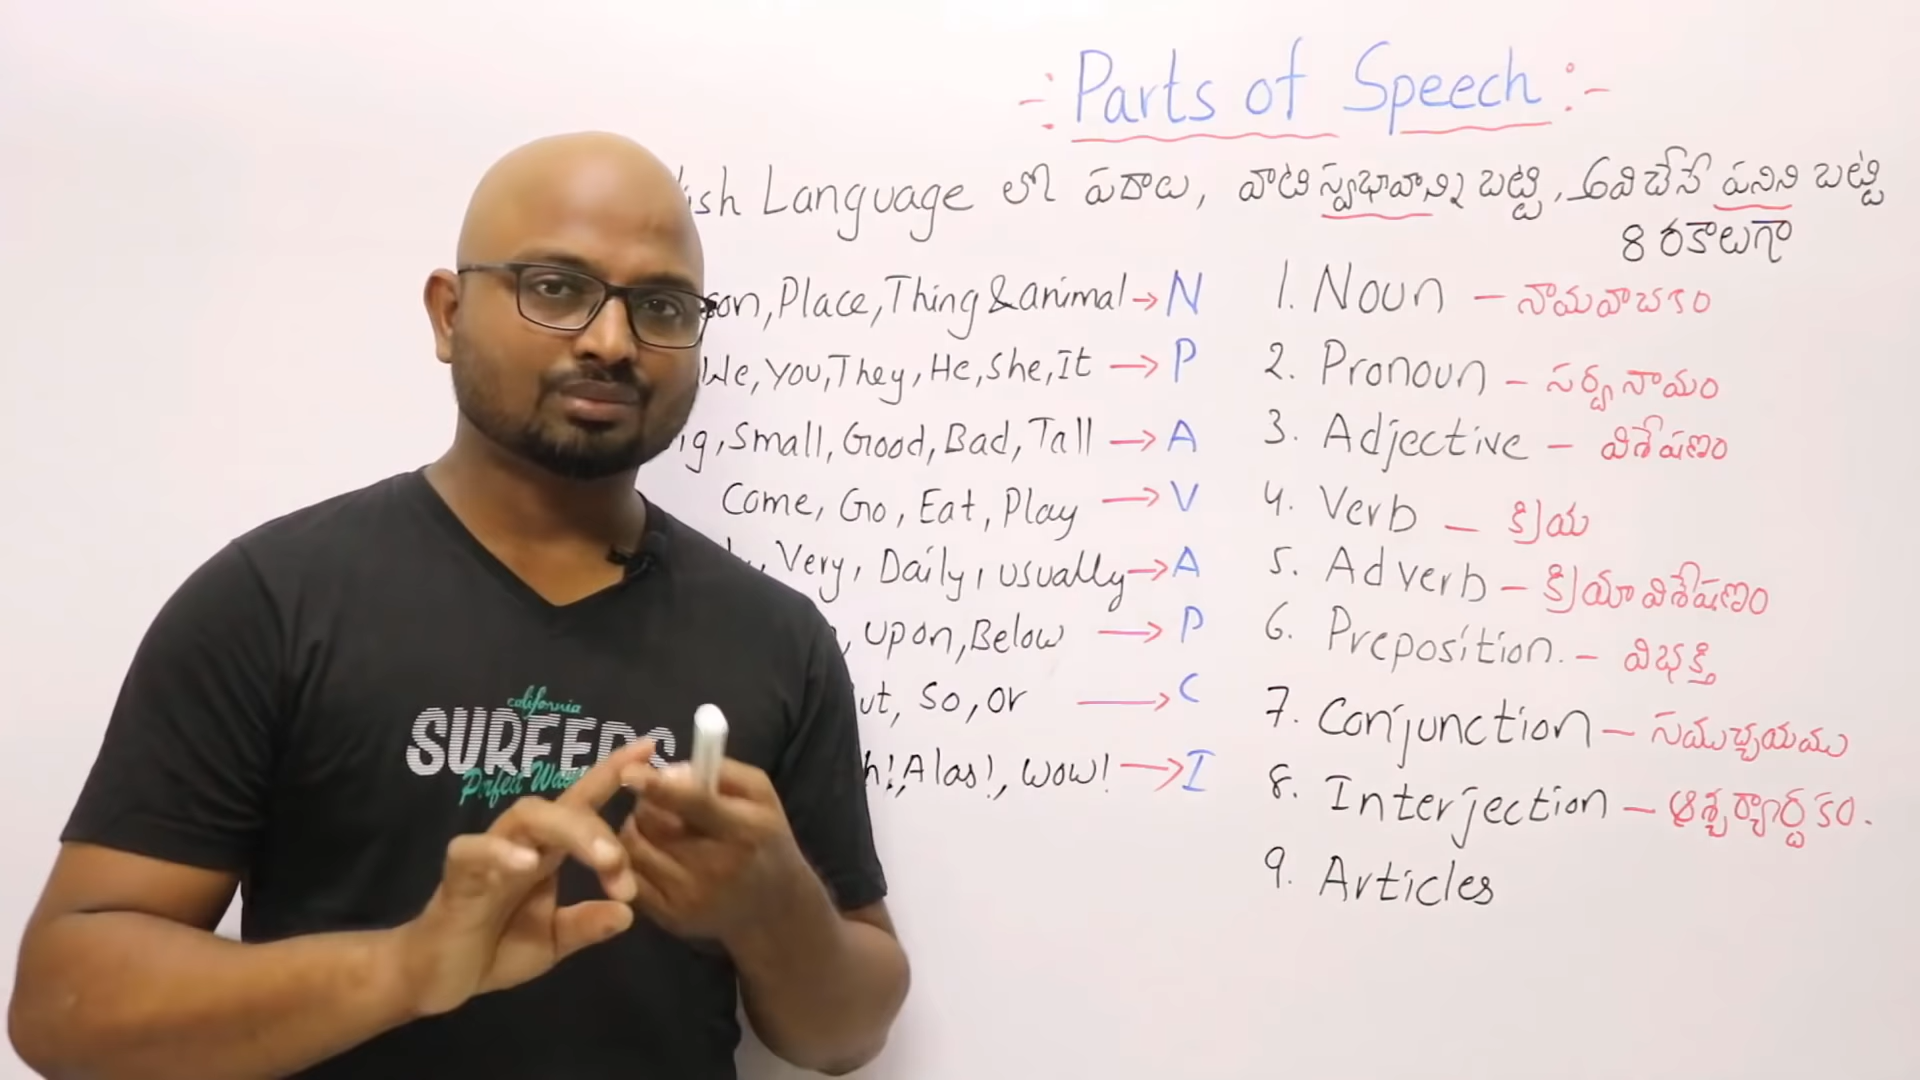 -: Parts of Speech :-
Language లో పదాలు, వాటి స్వభావాన్ని బట్టి, అవి చేసే పనిని బట్టి
8 రకాలుగా
Place, Thing & animal → N
1. Noun - నామవాచకం
We, You, They, He, She, It → P
2. Pronoun - సర్వనామం
Small, Good, Bad, Tall → A
3. Adjective - విశేషణం
Come, Go, Eat, Play → V
4. Verb - క్రియ
Very, Daily, usually → A
5. Adverb - క్రియా విశేషణం
upon, Below → P
6. Preposition. - విభక్తి
So, or → C
7. Conjunction - సముచ్చయము
Alas!, wow! → I
8. Interjection - ఆశ్చర్యార్థకం.
9. Articles
california
SURFERS
Perfect